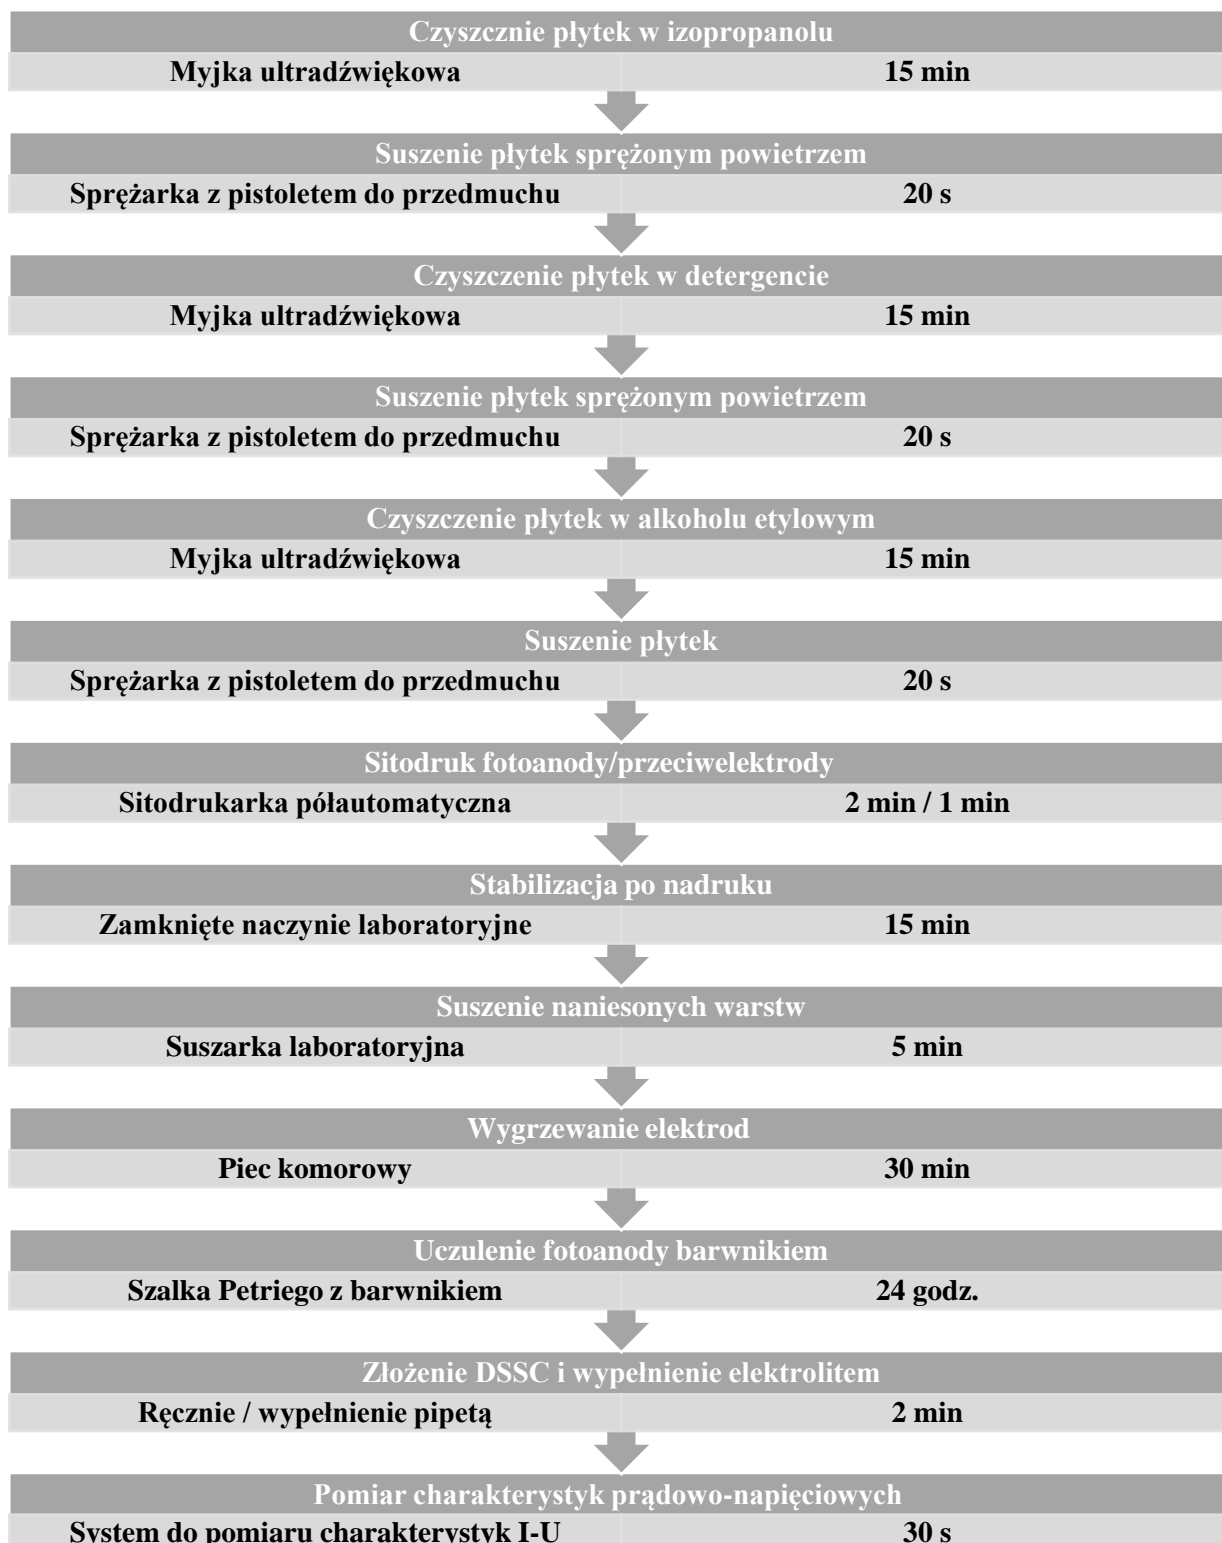 Czyszcznie płytek w izopropanolu
Myjka ultradźwiękowa 15 min
Suszenie płytek sprężonym powietrzem
Sprężarka z pistoletem do przedmuchu 20 s
Czyszczenie płytek w detergencie
Myjka ultradźwiękowa 15 min
Suszenie płytek sprężonym powietrzem
Sprężarka z pistoletem do przedmuchu 20 s
Czyszczenie płytek w alkoholu etylowym
Myjka ultradźwiękowa 15 min
Suszenie płytek
Sprężarka z pistoletem do przedmuchu 20 s
Sitodruk fotoanody/przeciwelektrody
Sitodrukarka półautomatyczna 2 min / 1 min
Stabilizacja po nadruku
Zamknięte naczynie laboratoryjne 15 min
Suszenie naniesonych warstw
Suszarka laboratoryjna 5 min
Wygrzewanie elektrod
Piec komorowy 30 min
Uczulenie fotoanody barwnikiem
Szalka Petriego z barwnikiem 24 godz.
Złożenie DSSC i wypełnienie elektrolitem
Ręcznie / wypełnienie pipetą 2 min
Pomiar charakterystyk prądowo-napięciowych
System do pomiaru charakterystyk I-U 30 s